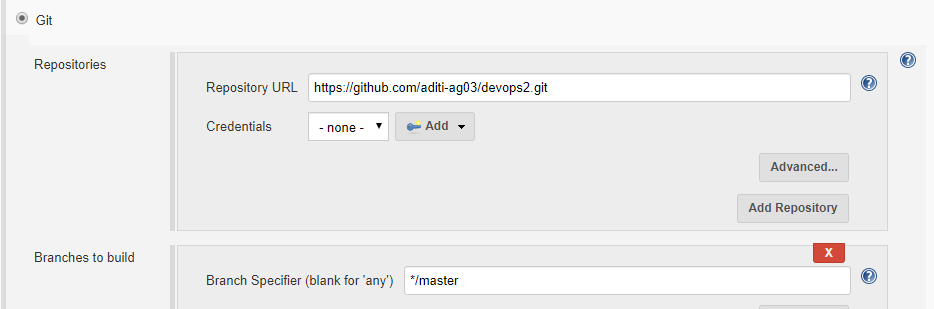 Git
Repositories
Repository URL https://github.com/aditi-ag03/devops2.git
Credentials - none - Add
Advanced...
Add Repository
Branches to build
X
Branch Specifier (blank for 'any') */master